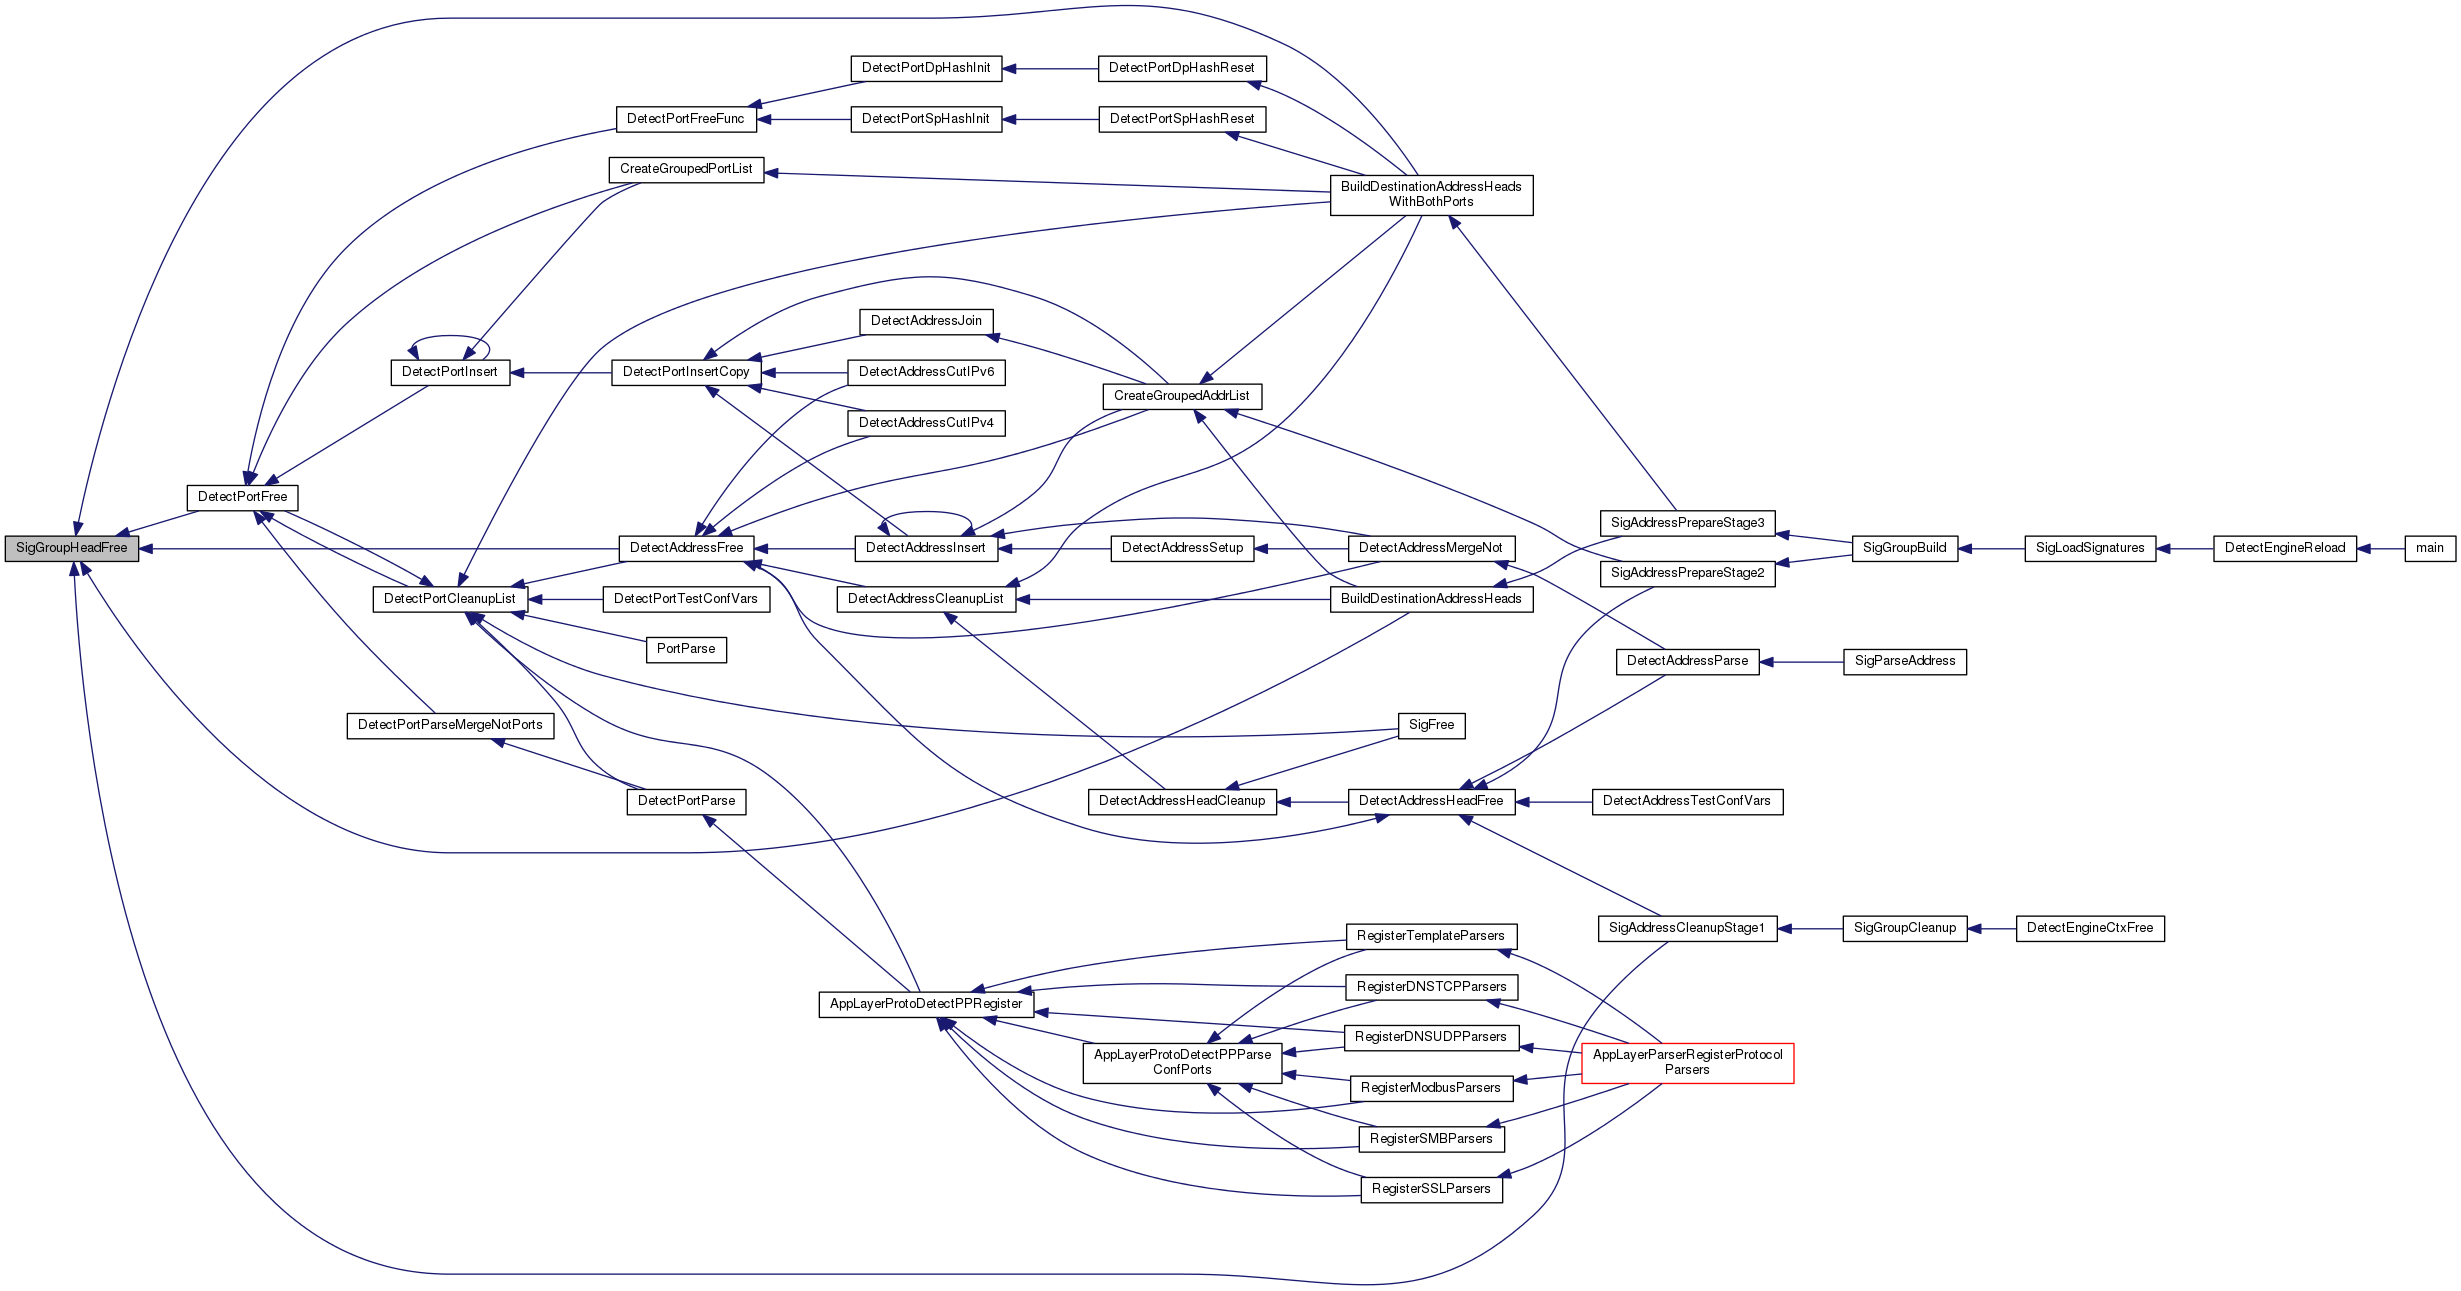 DetectPortDpHashInit
DetectPortDpHashReset
DetectPortFreeFunc
DetectPortSpHashInit
DetectPortSpHashReset
CreateGroupedPortList
BuildDestinationAddressHeads
WithBothPorts
DetectAddressJoin
DetectPortInsert
DetectPortInsertCopy
DetectAddressCutIPv6
CreateGroupedAddrList
DetectAddressCutIPv4
DetectPortFree
SigAddressPrepareStage3
SigGroupHeadFree
DetectAddressFree
DetectAddressInsert
DetectAddressSetup
DetectAddressMergeNot
SigGroupBuild
SigLoadSignatures
DetectEngineReload
main
SigAddressPrepareStage2
DetectPortCleanupList
DetectPortTestConfVars
DetectAddressCleanupList
BuildDestinationAddressHeads
PortParse
DetectAddressParse
SigParseAddress
DetectPortParseMergeNotPorts
SigFree
DetectPortParse
DetectAddressHeadCleanup
DetectAddressHeadFree
DetectAddressTestConfVars
SigAddressCleanupStage1
SigGroupCleanup
DetectEngineCtxFree
RegisterTemplateParsers
RegisterDNSTCPParsers
AppLayerProtoDetectPPRegister
RegisterDNSUDPParsers
AppLayerProtoDetectPPParse
ConfPorts
AppLayerParserRegisterProtocol
Parsers
RegisterModbusParsers
RegisterSMBParsers
RegisterSSLParsers